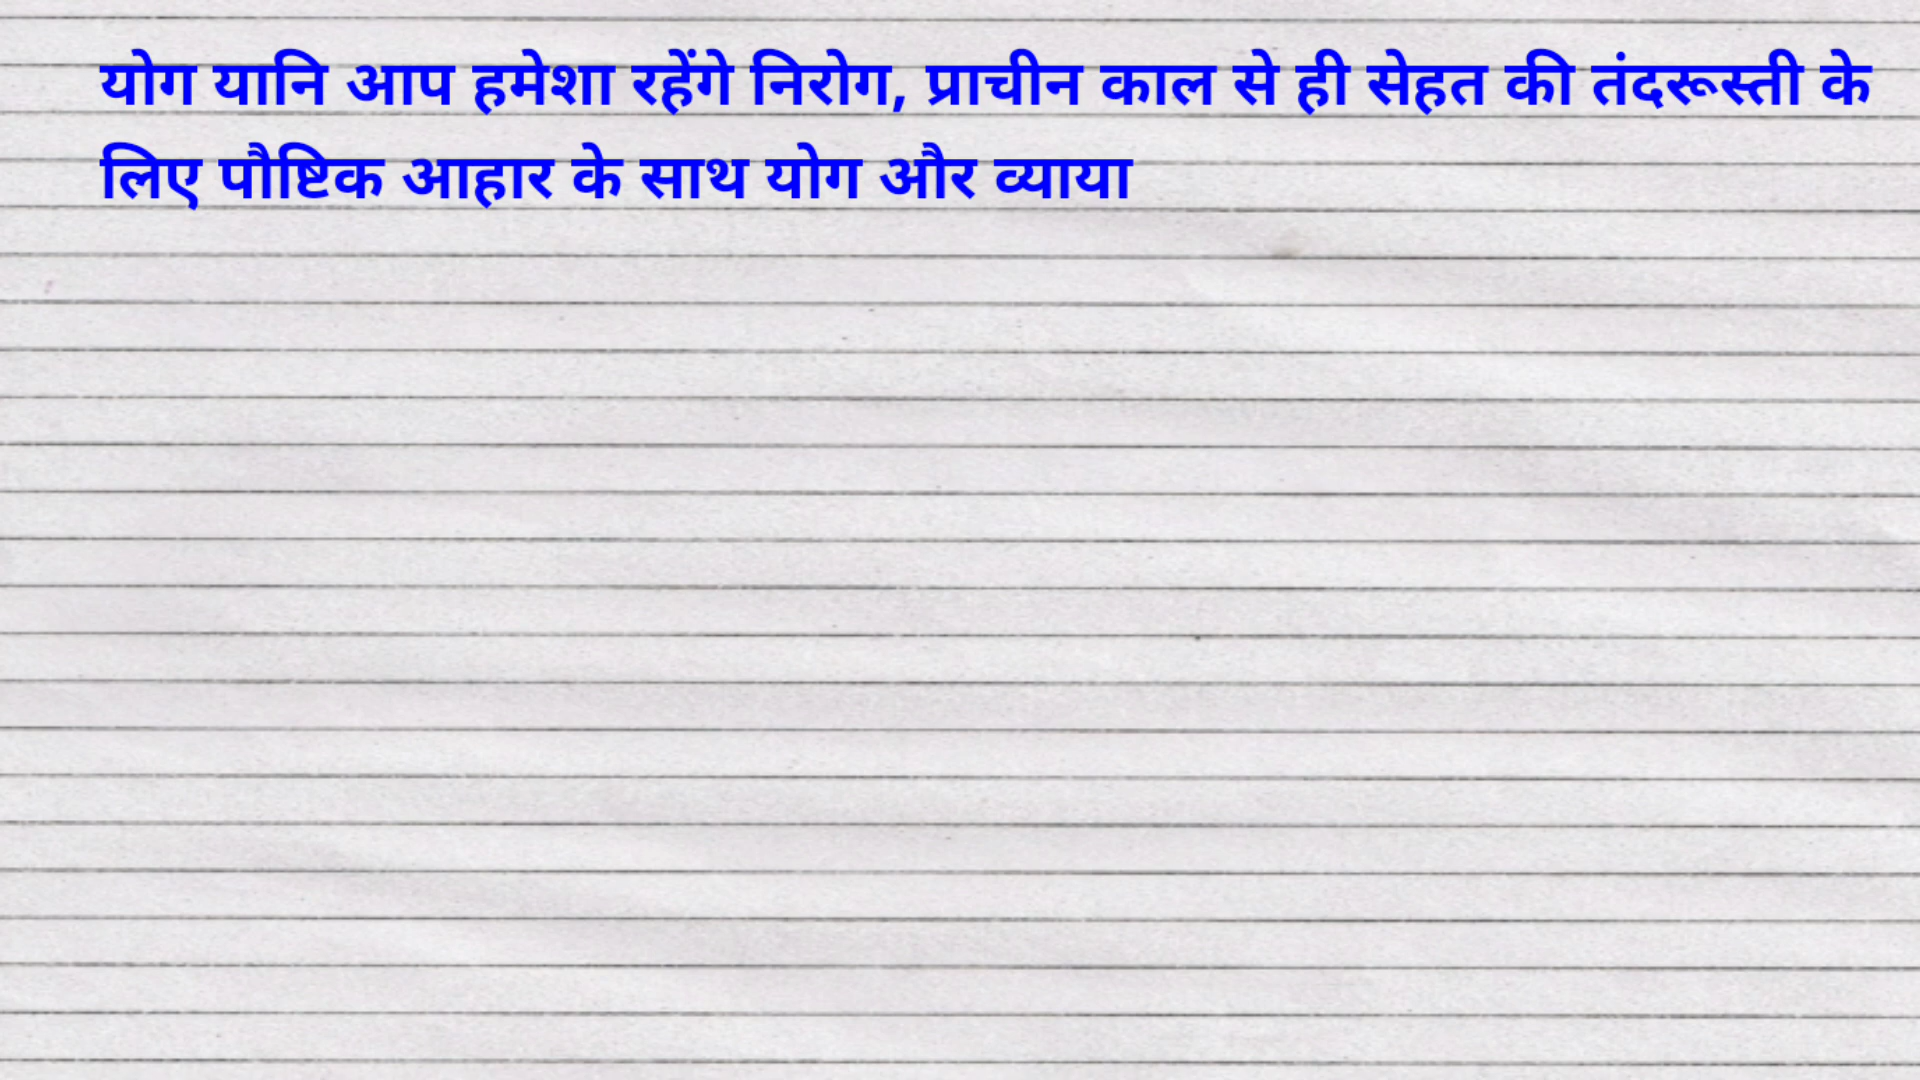 योग यानि आप हमेशा रहेंगे निरोग, प्राचीन काल से ही सेहत की तंदरूस्ती के
लिए पौष्टिक आहार के साथ योग और व्याया